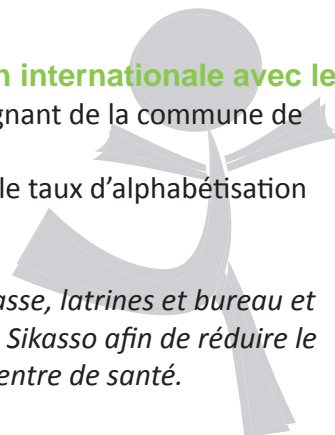 n internationale avec le
gnant de la commune de
le taux d’alphabétisation
asse, latrines et bureau et
Sikasso afin de réduire le
entre de santé.